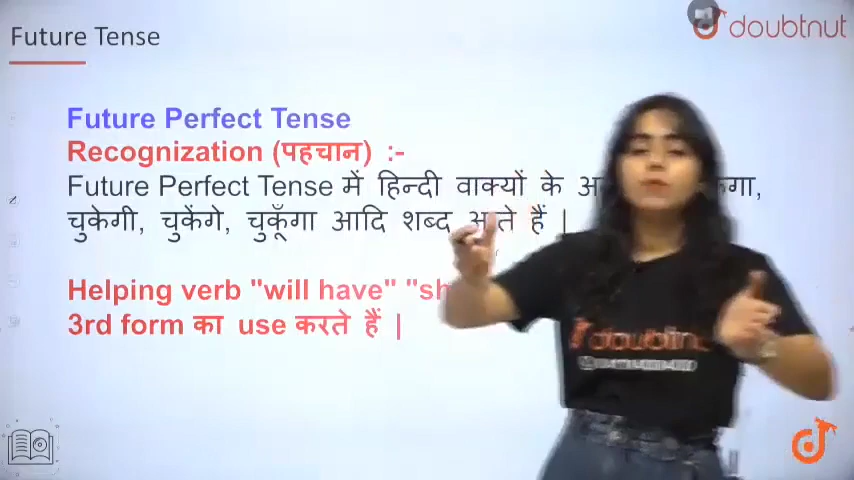 Future Tense
doubtnut
Future Perfect Tense
Recognization (पहचान) :-
Future Perfect Tense में हिन्दी वाक्यों के
चुकेगी, चुकेंगे, चुकूँगा आदि शब्द आते हैं |
Helping verb "will have"
3rd form का use करते हैं |